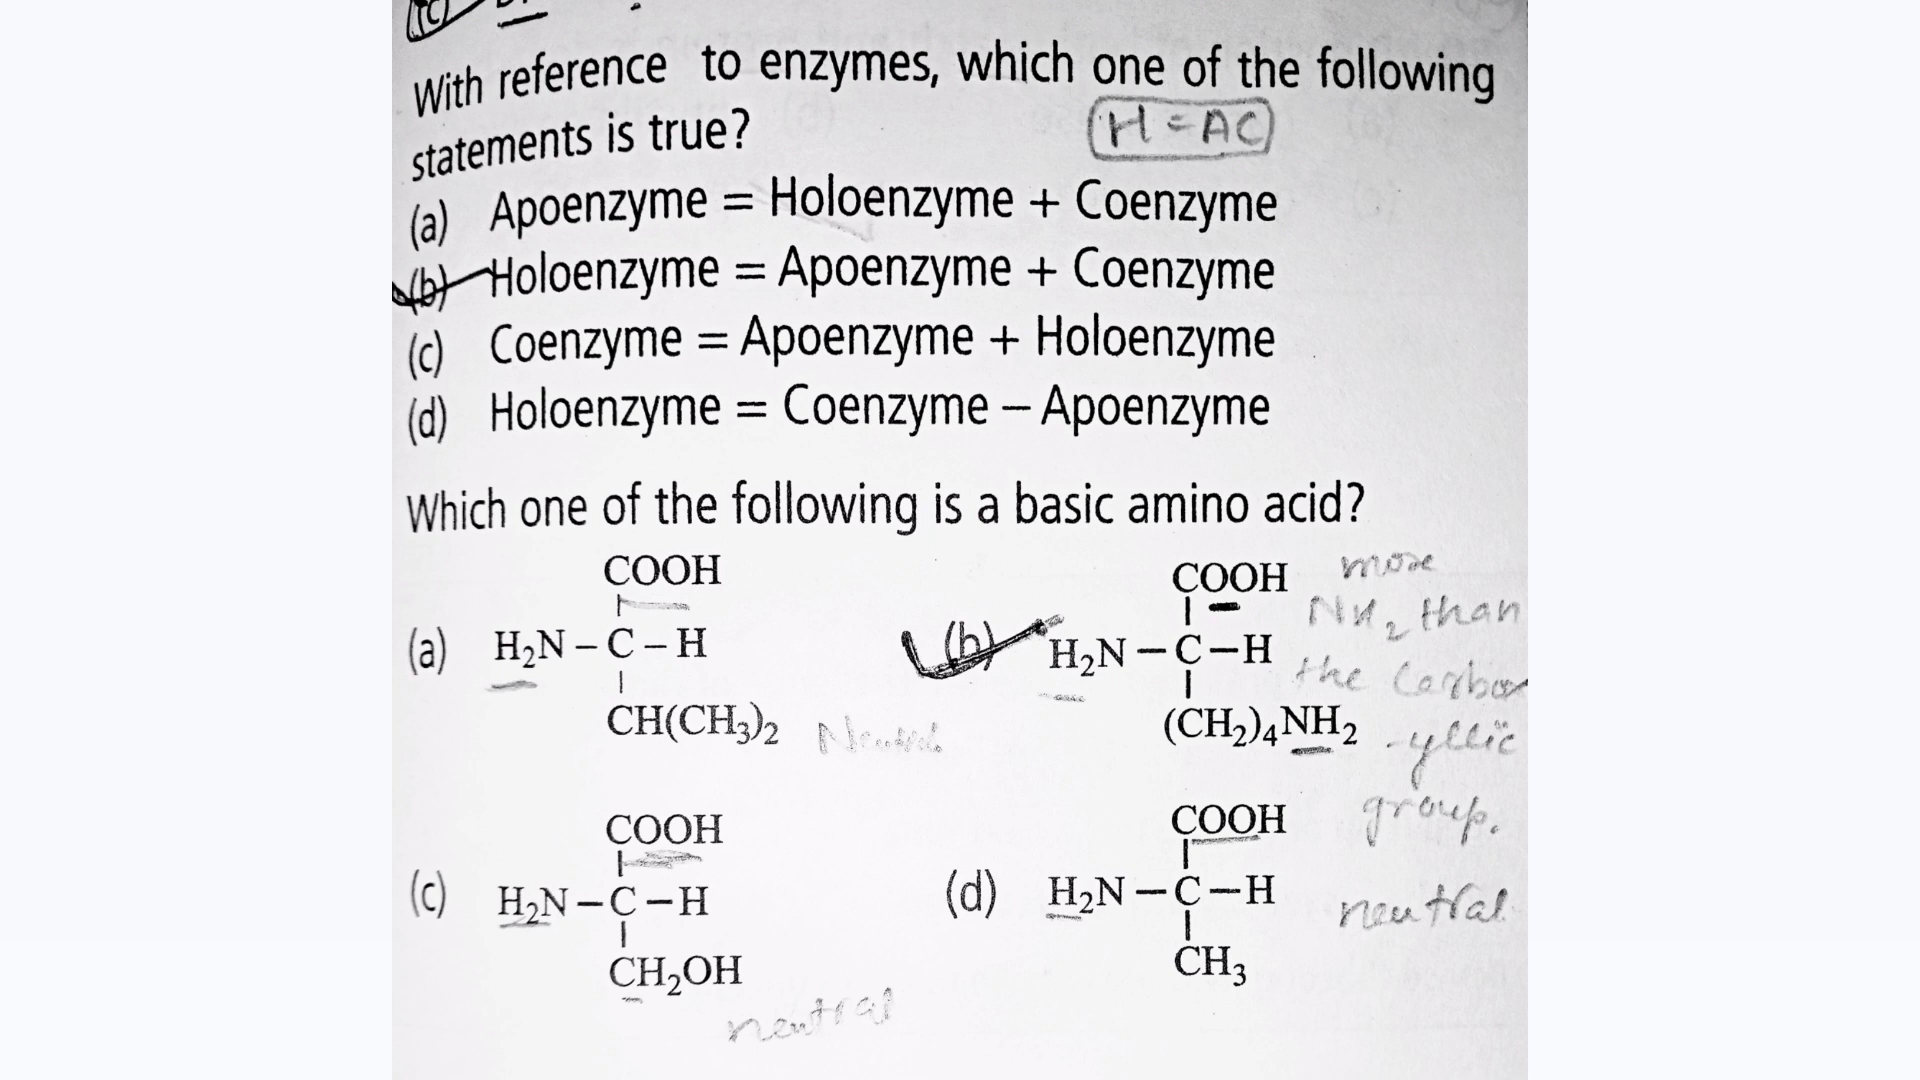 With reference to enzymes, which one of the following
statements is true?
H = AC
(a) Apoenzyme = Holoenzyme + Coenzyme
(b) Holoenzyme = Apoenzyme + Coenzyme
(c) Coenzyme = Apoenzyme + Holoenzyme
(d) Holoenzyme = Coenzyme – Apoenzyme
Which one of the following is a basic amino acid?
COOH
(a) H₂N – C – H
CH(CH₃)₂
Neutral
COOH
(b) H₂N – C – H
(CH₂)₄NH₂
more
NH₂ than
the Carbox
-yllic
group.
COOH
(c) H₂N – C – H
CH₂OH
neutral
COOH
(d) H₂N – C – H
CH₃
neutral